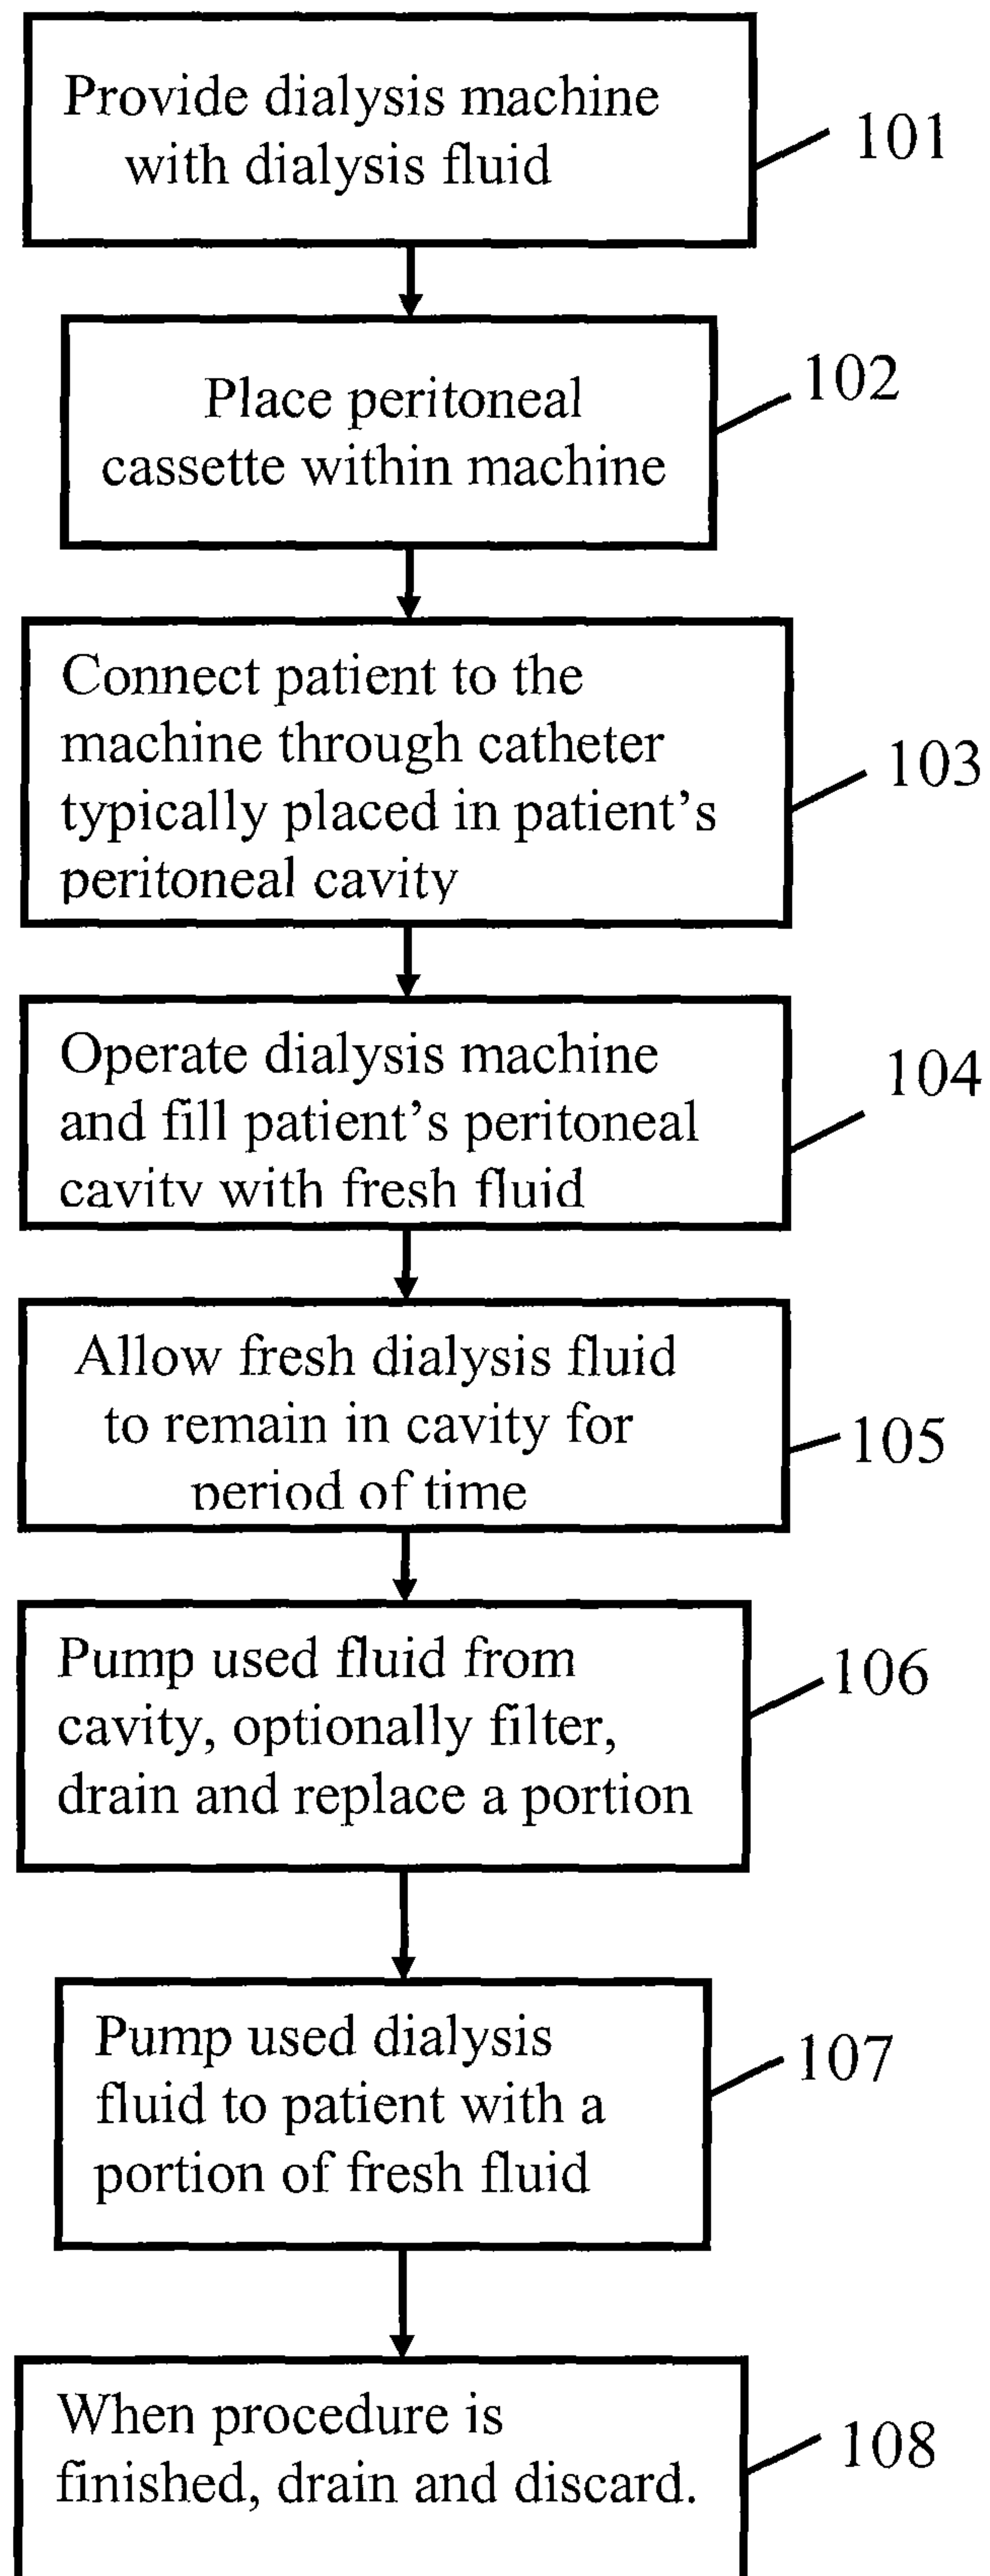 Provide dialysis machine
with dialysis fluid
101
Place peritoneal
cassette within machine
102
Connect patient to the
machine through catheter
typically placed in patient's
peritoneal cavity
103
Operate dialysis machine
and fill patient's peritoneal
cavity with fresh fluid
104
Allow fresh dialysis fluid
to remain in cavity for
period of time
105
Pump used fluid from
cavity, optionally filter,
drain and replace a portion
106
Pump used dialysis
fluid to patient with a
portion of fresh fluid
107
When procedure is
finished, drain and discard.
108